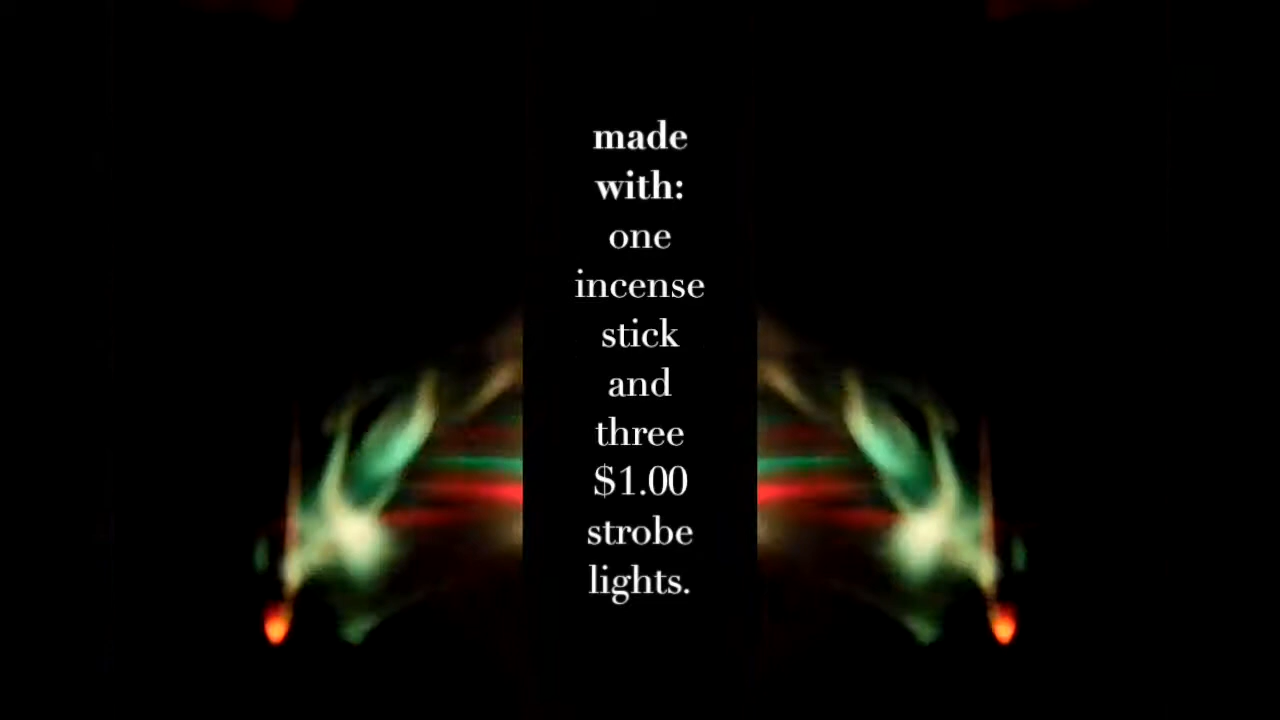 made
with:
one
incense
stick
and
three
$1.00
strobe
lights.